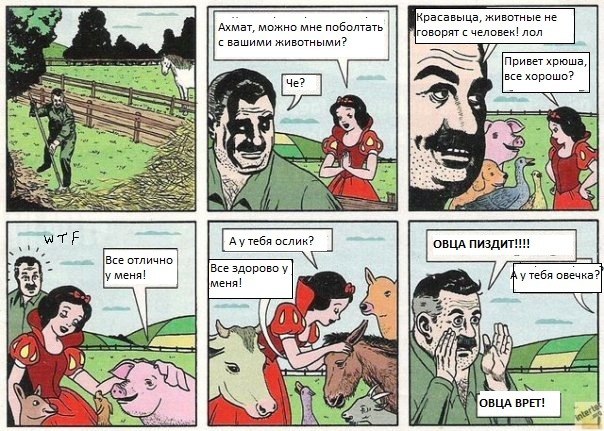 Ахмат, можно мне поболтать
с вашими животными?
Че?
Красавыца, животные не
говорят с человек! лол
Привет хрюша,
все хорошо?
WTF
Все отлично
у меня!
А у тебя ослик?
Все здорово у
меня!
ОВЦА ПИЗДИТ!!!!
А у тебя овечка?
ОВЦА ВРЕТ!